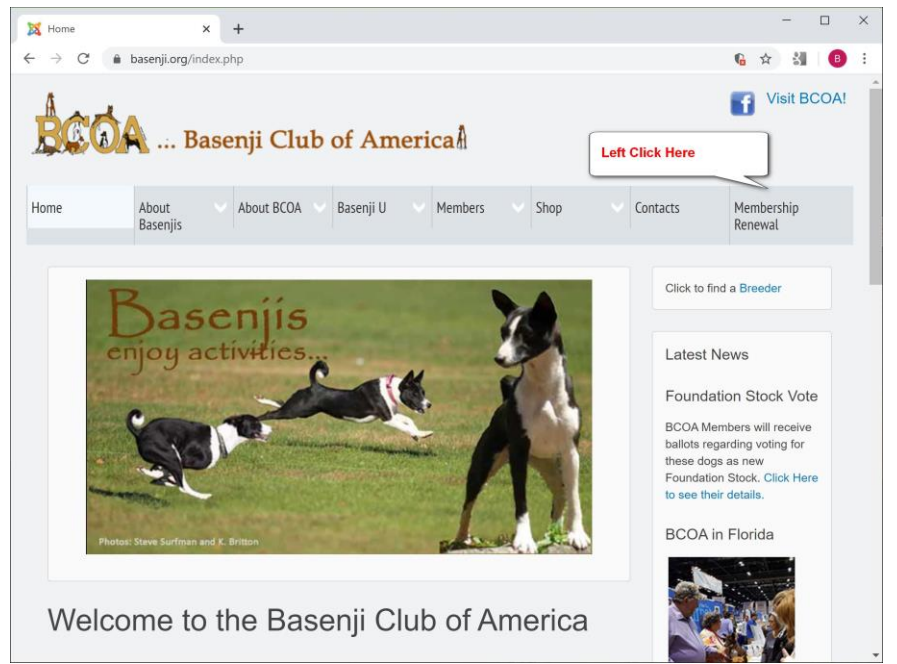 Home
basenji.org/index.php
B
Visit BCOA!
BCOA ... Basenji Club of America
Left Click Here
Home
About
Basenjis
About BCOA
Basenji U
Members
Shop
Contacts
Membership
Renewal
Basenjis
enjoy activities...
Photos: Steve Surfman and K. Britton
Click to find a Breeder
Latest News
Foundation Stock Vote
BCOA Members will receive
ballots regarding voting for
these dogs as new
Foundation Stock. Click Here
to see their details.
BCOA in Florida
Welcome to the Basenji Club of America